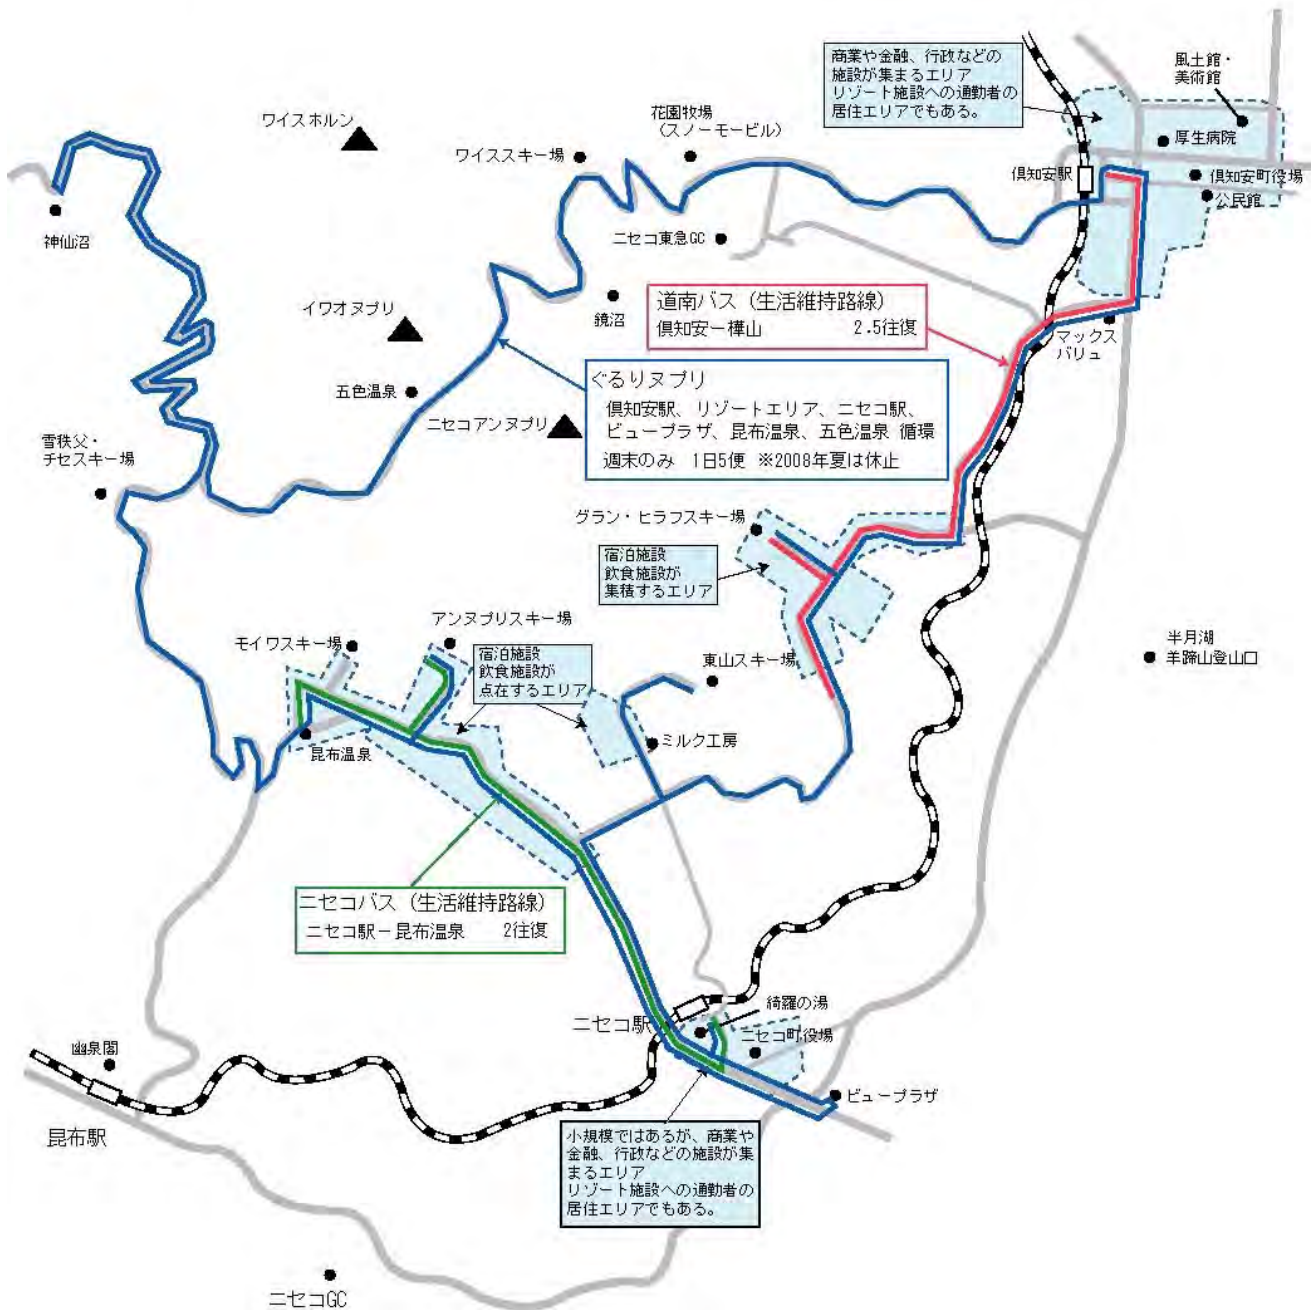 商業や金融、行政などの
施設が集まるエリア
リゾート施設への通勤者の
居住エリアでもある。
風土館・
美術館
厚生病院
倶知安駅
倶知安町役場
公民館
ワイスホルン
花園牧場
(スノーモービル)
ワイススキー場
神仙沼
ニセコ東急GC
鏡沼
イワオヌプリ
道南バス (生活維持路線)
倶知安ー樺山 2.5往復
マックス
バリュ
五色温泉
ニセコアンヌプリ
ぐるりヌプリ
倶知安駅、リゾートエリア、ニセコ駅、
ビュープラザ、昆布温泉、五色温泉 循環
週末のみ 1日5便 ※2008年夏は休止
雪秩父・
チセスキー場
グラン・ヒラフスキー場
宿泊施設
飲食施設が
集積するエリア
アンヌプリスキー場
モイワスキー場
宿泊施設
飲食施設が
点在するエリア
東山スキー場
半月湖
羊蹄山登山口
昆布温泉
ミルク工房
ニセコバス (生活維持路線)
ニセコ駅ー昆布温泉 2往復
綺羅の湯
ニセコ駅
ニセコ町役場
幽泉閣
ビュープラザ
昆布駅
小規模ではあるが、商業や
金融、行政などの施設が集
まるエリア
リゾート施設への通勤者の
居住エリアでもある。
ニセコGC